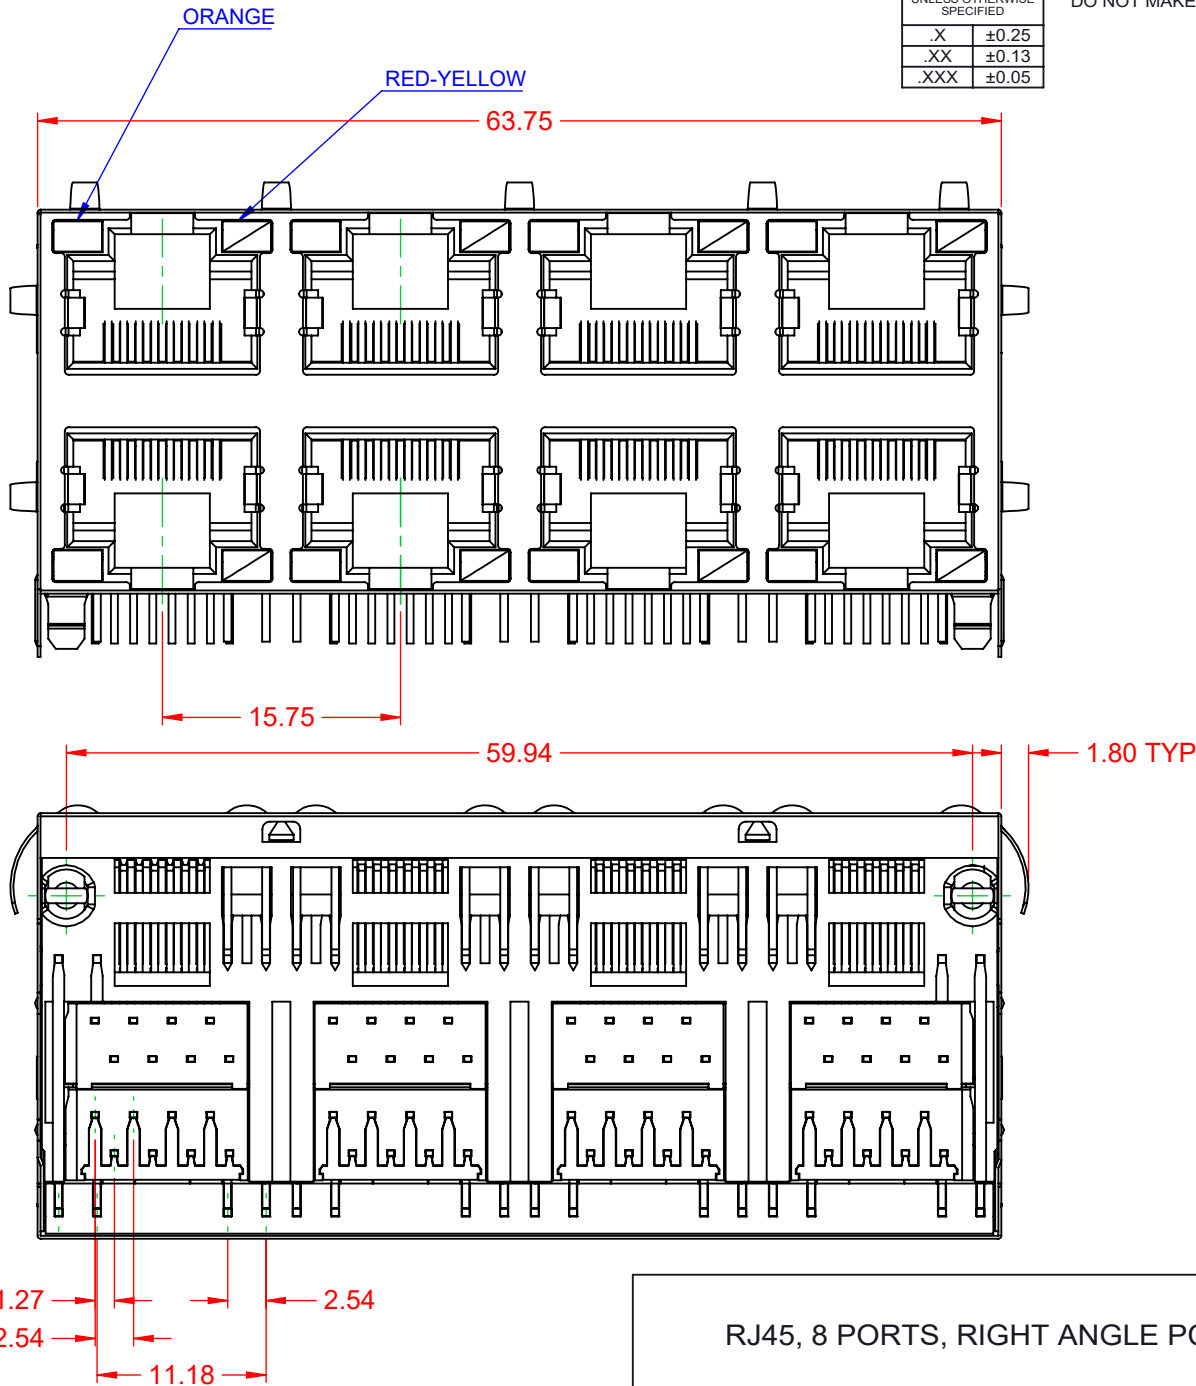 ORANGE
RED-YELLOW
SPECIFIED
DO NOT MAKE
.X ±0.25
.XX ±0.13
.XXX ±0.05
63.75
15.75
59.94
1.80 TYP
1.27
2.54
2.54
11.18
RJ45, 8 PORTS, RIGHT ANGLE